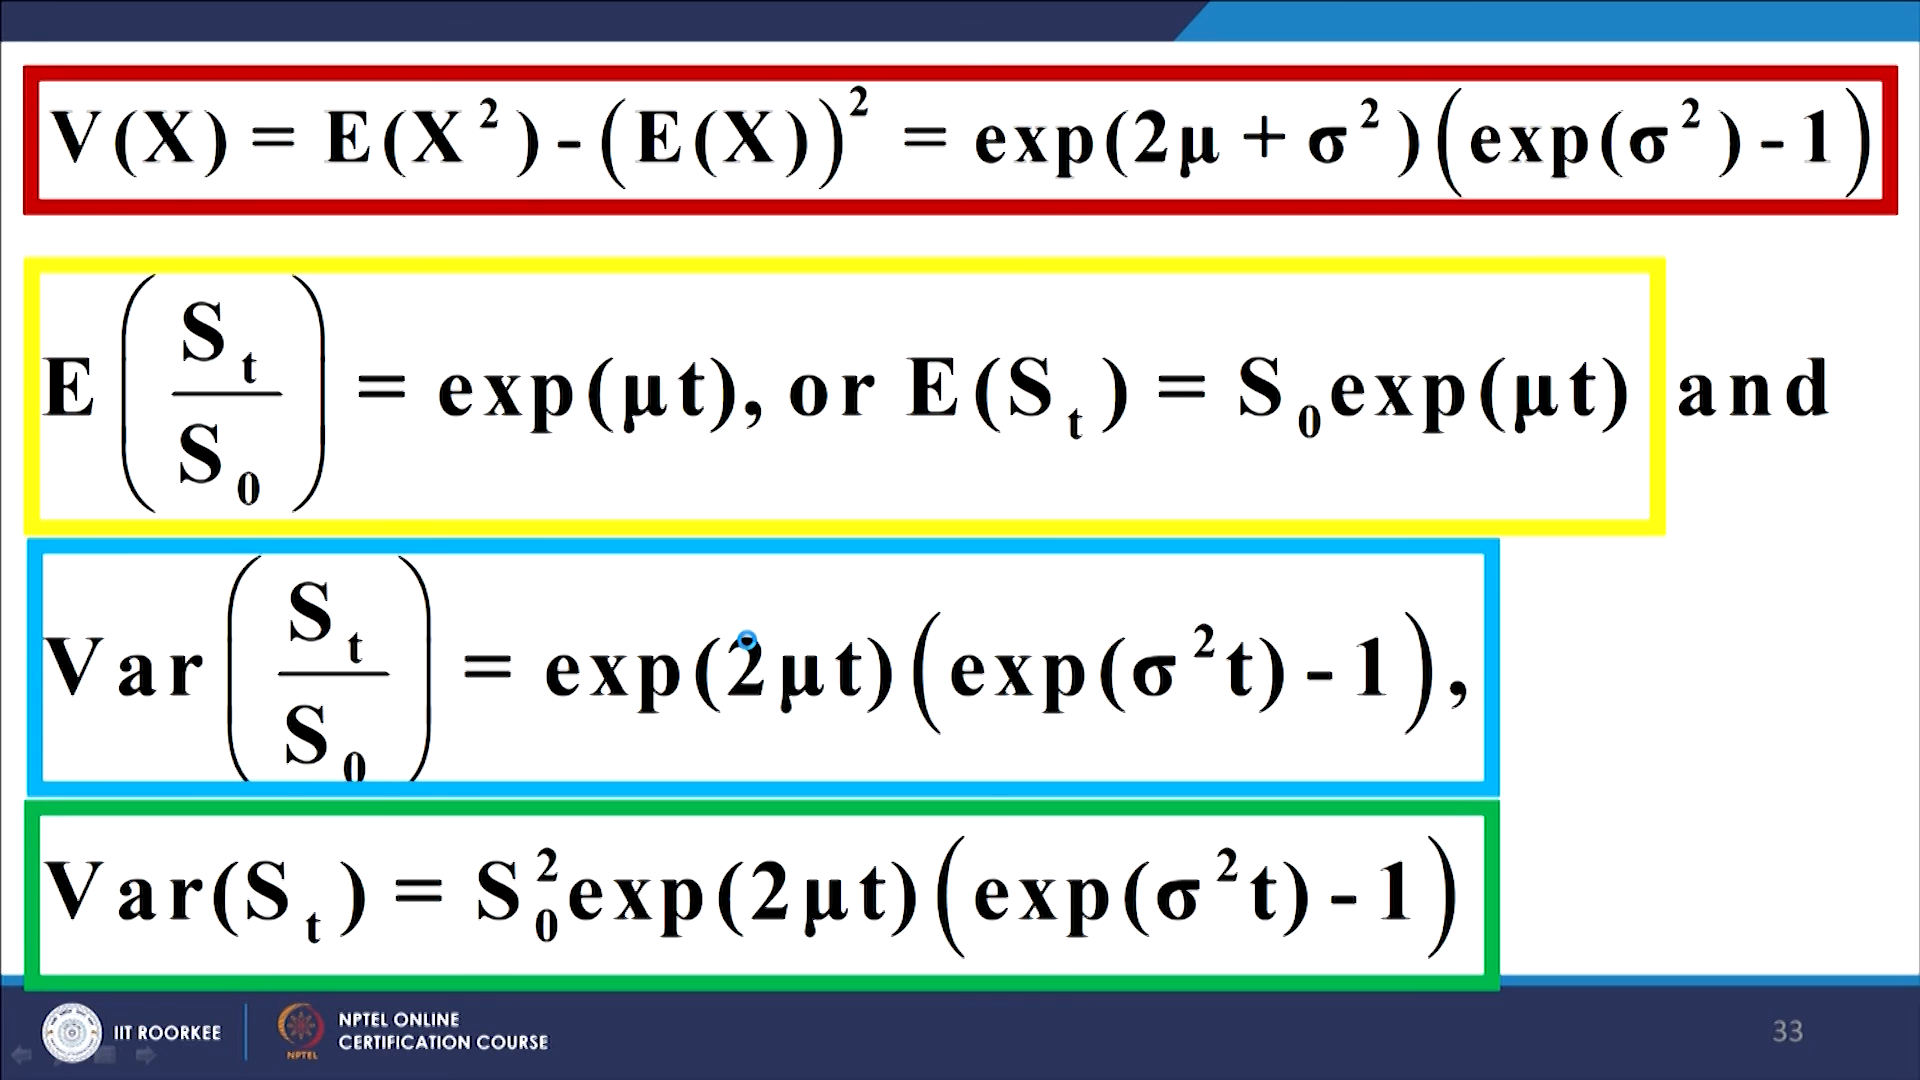 V(X) = E(X²) - (E(X))² = exp(2μ + σ²)(exp(σ²) - 1)
E(S_t/S_0) = exp(μt), or E(S_t) = S_0exp(μt) and
Var(S_t/S_0) = exp(2μt)(exp(σ²t) - 1),
Var(S_t) = S_0²exp(2μt)(exp(σ²t) - 1)
IIT ROORKEE
NPTEL
NPTEL ONLINE
CERTIFICATION COURSE
33